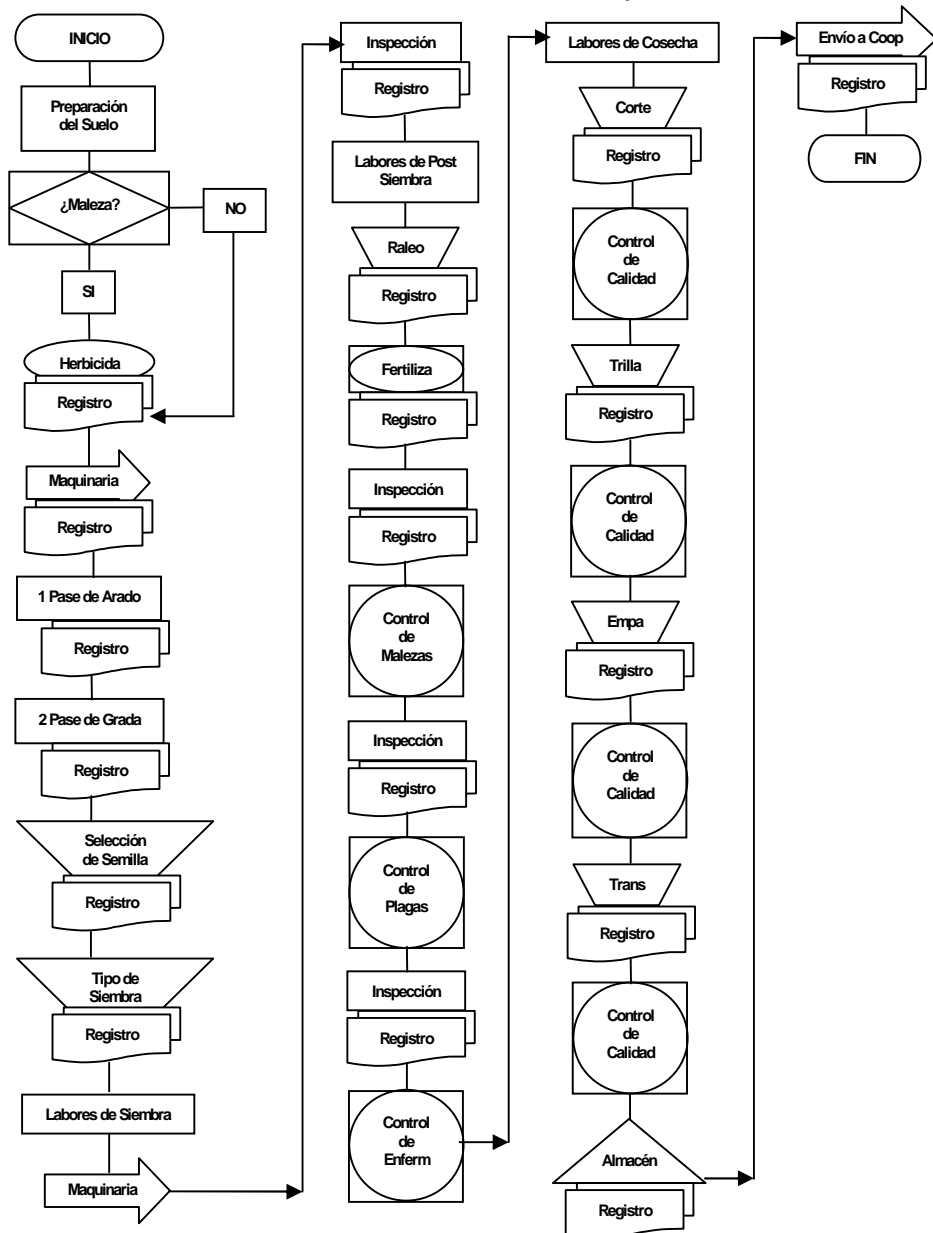 INICIO
Preparación
del Suelo
¿Maleza?
NO
SI
Herbicida
Registro
Maquinaria
Registro
1 Pase de Arado
Registro
2 Pase de Grada
Registro
Selección
de Semilla
Registro
Tipo de
Siembra
Registro
Labores de Siembra
Maquinaria
Inspección
Registro
Labores de Post
Siembra
Raleo
Registro
Fertiliza
Registro
Inspección
Registro
Control
de
Malezas
Inspección
Registro
Control
de
Plagas
Inspección
Registro
Control
de
Enferm
Labores de Cosecha
Corte
Registro
Control
de
Calidad
Trilla
Registro
Control
de
Calidad
Empa
Registro
Control
de
Calidad
Trans
Registro
Control
de
Calidad
Almacén
Registro
Envío a Coop
Registro
FIN